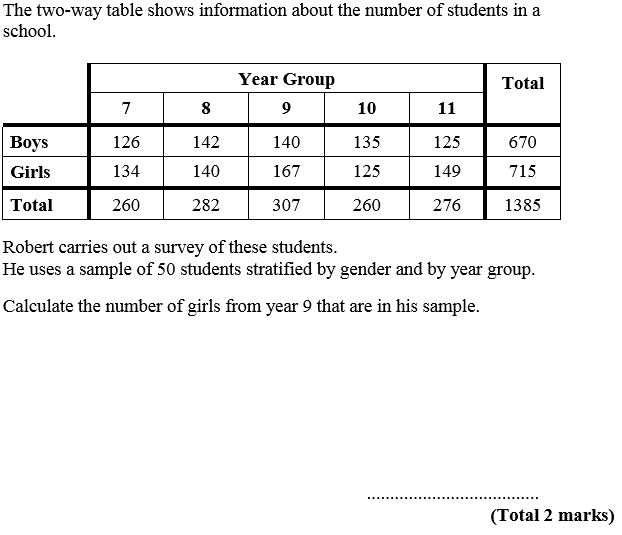 The two-way table shows information about the number of students in a
school.
Year Group Total
7 8 9 10 11
Boys 126 142 140 135 125 670
Girls 134 140 167 125 149 715
Total 260 282 307 260 276 1385
Robert carries out a survey of these students.
He uses a sample of 50 students stratified by gender and by year group.
Calculate the number of girls from year 9 that are in his sample.
.......................................
(Total 2 marks)